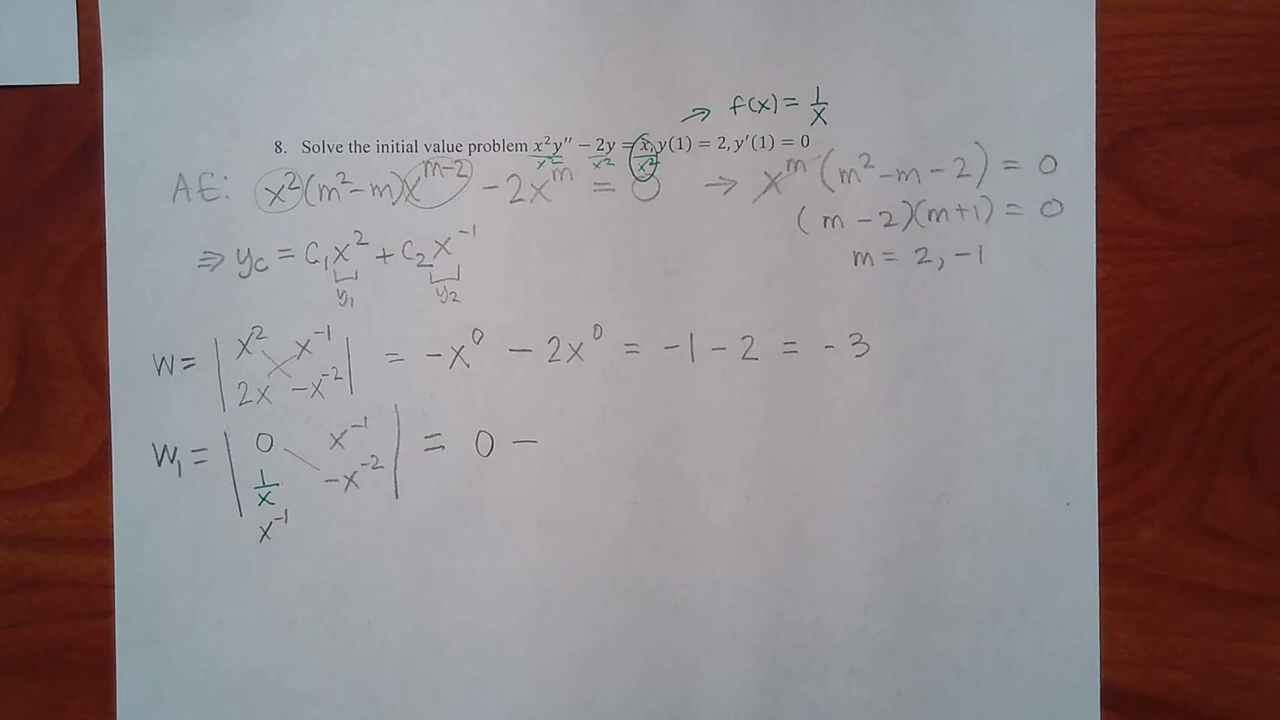 → f(x) = 1/x
8. Solve the initial value problem x²y″ − 2y = x, y(1) = 2, y′(1) = 0
x² x² x²
AE: x²(m²−m)x^(m−2) − 2x^m = 0 → x^m (m²−m−2) = 0
(m−2)(m+1) = 0
⇒ y_c = C₁x² + C₂x⁻¹
m = 2, −1
y₁ y₂
W = | x² x⁻¹ | = −x⁰ − 2x⁰ = −1 − 2 = −3
| 2x −x⁻² |
W₁ = | 0 x⁻¹ | = 0 −
| 1/x −x⁻² |
x⁻¹